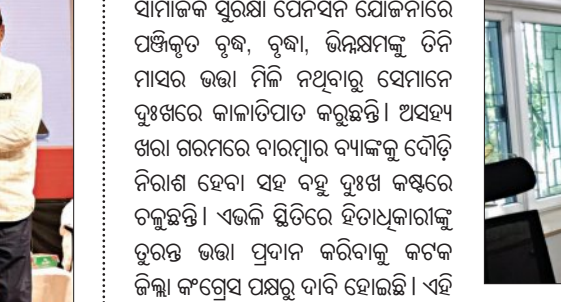 ସାମାଜିକ ସୁରକ୍ଷା ପେନସନ ଯୋଜନାରେ
ପଞ୍ଜିକୃତ ବୃଦ୍ଧ, ବୃଦ୍ଧା, ଭିନ୍ନକ୍ଷମଙ୍କୁ ତିନି
ମାସର ଭତ୍ତା ମିଳି ନଥିବାରୁ ସେମାନେ
ଦୁଃଖରେ କାଳାତିପାତ କରୁଛନ୍ତି। ଅସହ୍ୟ
ଖରା ଗରମରେ ବାରମ୍ବାର ବ୍ୟାଙ୍କକୁ ଦୌଡ଼ି
ନିରାଶ ହେବା ସହ ବହୁ ଦୁଃଖ କଷ୍ଟରେ
ଚଳୁଛନ୍ତି। ଏଭଳି ସ୍ଥିତିରେ ହିତାଧିକାରୀଙ୍କୁ
ତୁରନ୍ତ ଭତ୍ତା ପ୍ରଦାନ କରିବାକୁ କଟକ
ଜିଲ୍ଲା କଂଗ୍ରେସ ପକ୍ଷରୁ ଦାବି ହୋଇଛି। ଏହି